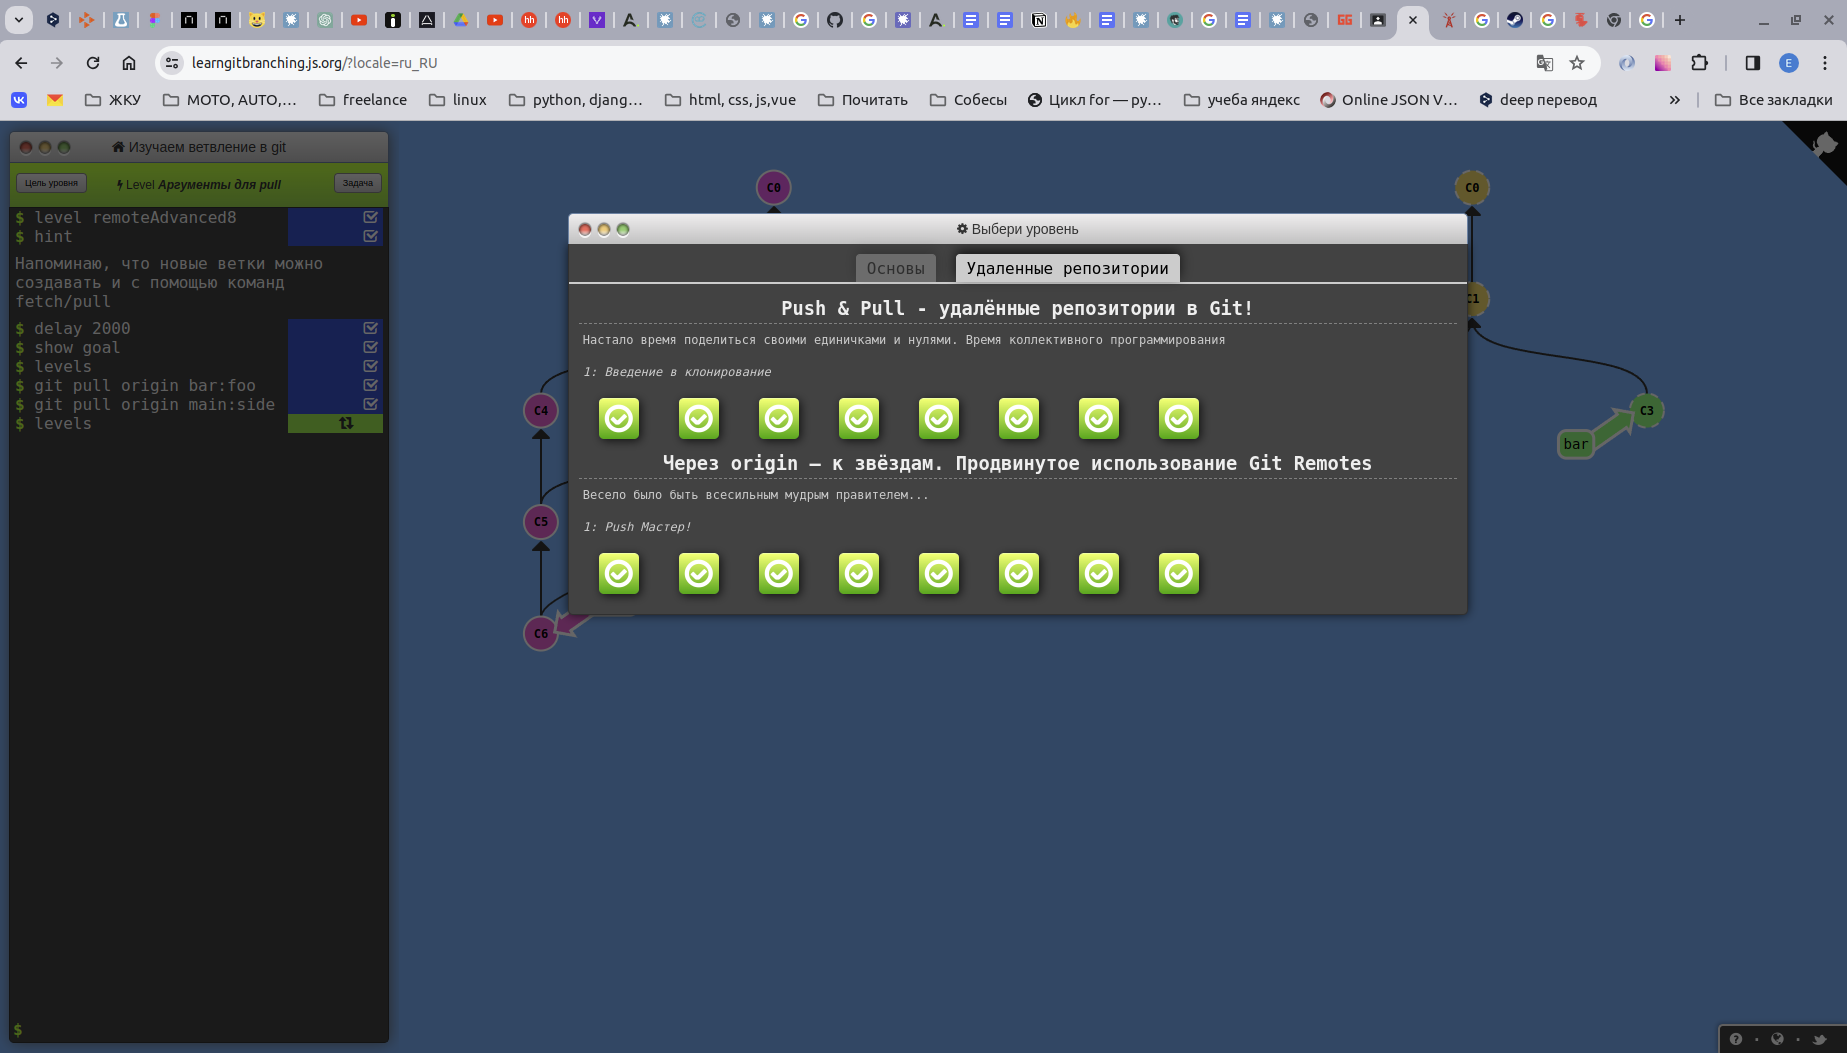 learngitbranching.js.org/?locale=ru_RU
E
ЖКУ
MOTO, AUTO,…
freelance
linux
python, djang…
html, css, js,vue
Почитать
Собесы
Цикл for — ру…
учеба яндекс
Online JSON V…
deep перевод
»
Все закладки
Изучаем ветвление в git
Цель уровня
Level Аргументы для pull
Задача
$ level remoteAdvanced8
$ hint
Напоминаю, что новые ветки можно
создавать и с помощью команд
fetch/pull
$ delay 2000
$ show goal
$ levels
$ git pull origin bar:foo
$ git pull origin main:side
$ levels
$
C0
C4
C5
C6
Выбери уровень
Основы
Удаленные репозитории
Push & Pull - удалённые репозитории в Git!
Настало время поделиться своими единичками и нулями. Время коллективного программирования
1: Введение в клонирование
Через origin – к звёздам. Продвинутое использование Git Remotes
Весело было быть всесильным мудрым правителем...
1: Push Мастер!
C0
C1
C3
bar